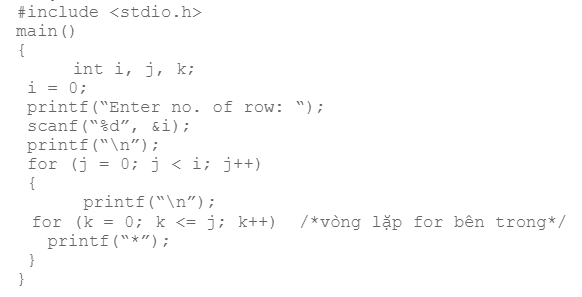 #include <stdio.h>
main()
{
int i, j, k;
i = 0;
printf(“Enter no. of row: “);
scanf(“%d”, &i);
printf(“\n”);
for (j = 0; j < i; j++)
{
printf(“\n”);
for (k = 0; k <= j; k++)  /*vòng lặp for bên trong*/
printf(“*”);
}
}